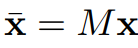 x̄ = Mx